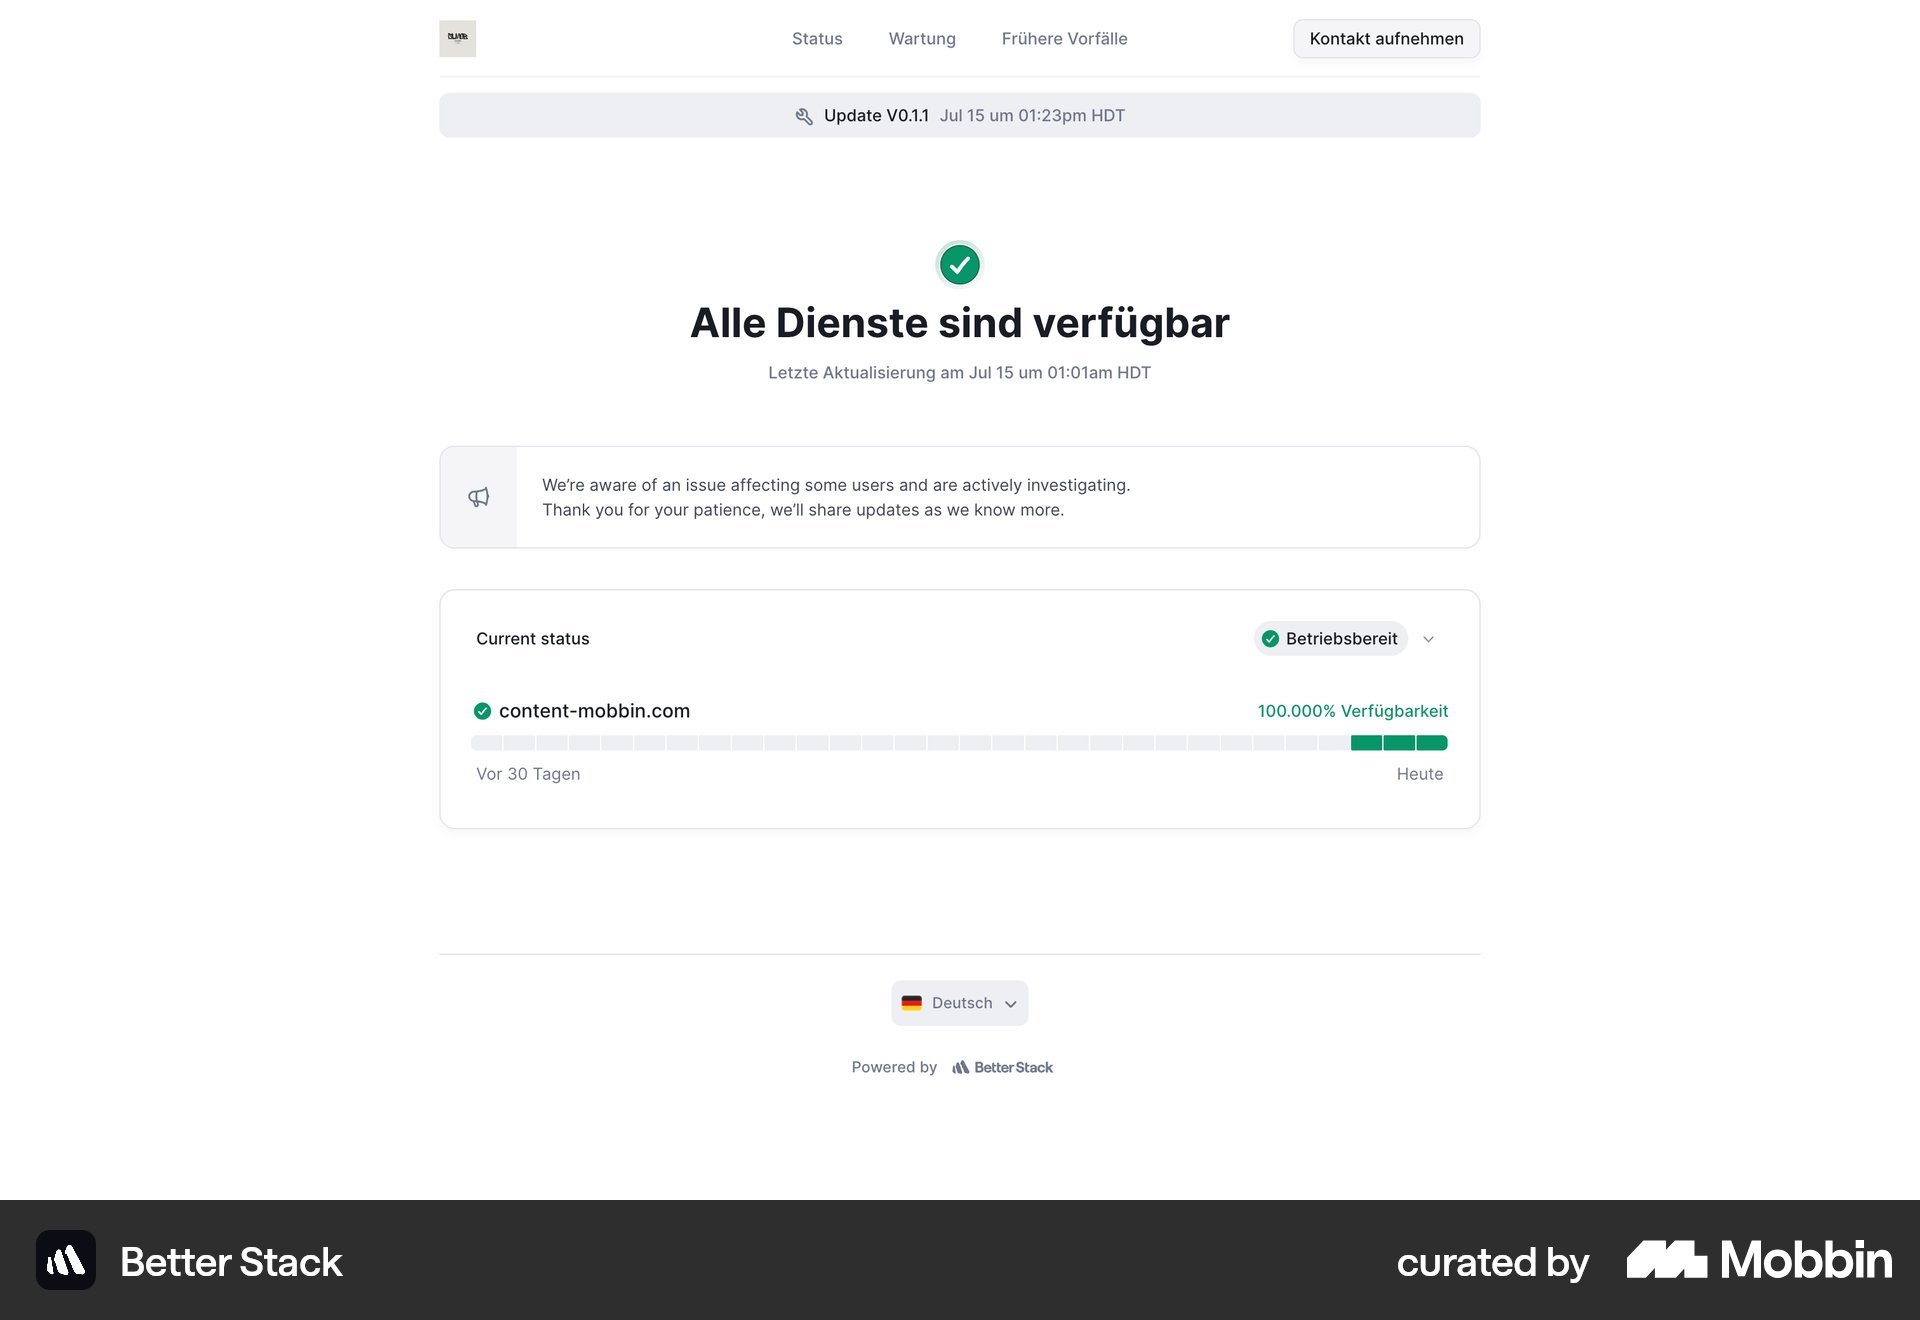 Status
Wartung
Frühere Vorfälle
Kontakt aufnehmen
Update V0.1.1 Jul 15 um 01:23pm HDT
Alle Dienste sind verfügbar
Letzte Aktualisierung am Jul 15 um 01:01am HDT
We’re aware of an issue affecting some users and are actively investigating.
Thank you for your patience, we’ll share updates as we know more.
Current status
Betriebsbereit
content-mobbin.com
100.000% Verfügbarkeit
Vor 30 Tagen
Heute
Deutsch
Powered by Better Stack
Better Stack
curated by Mobbin